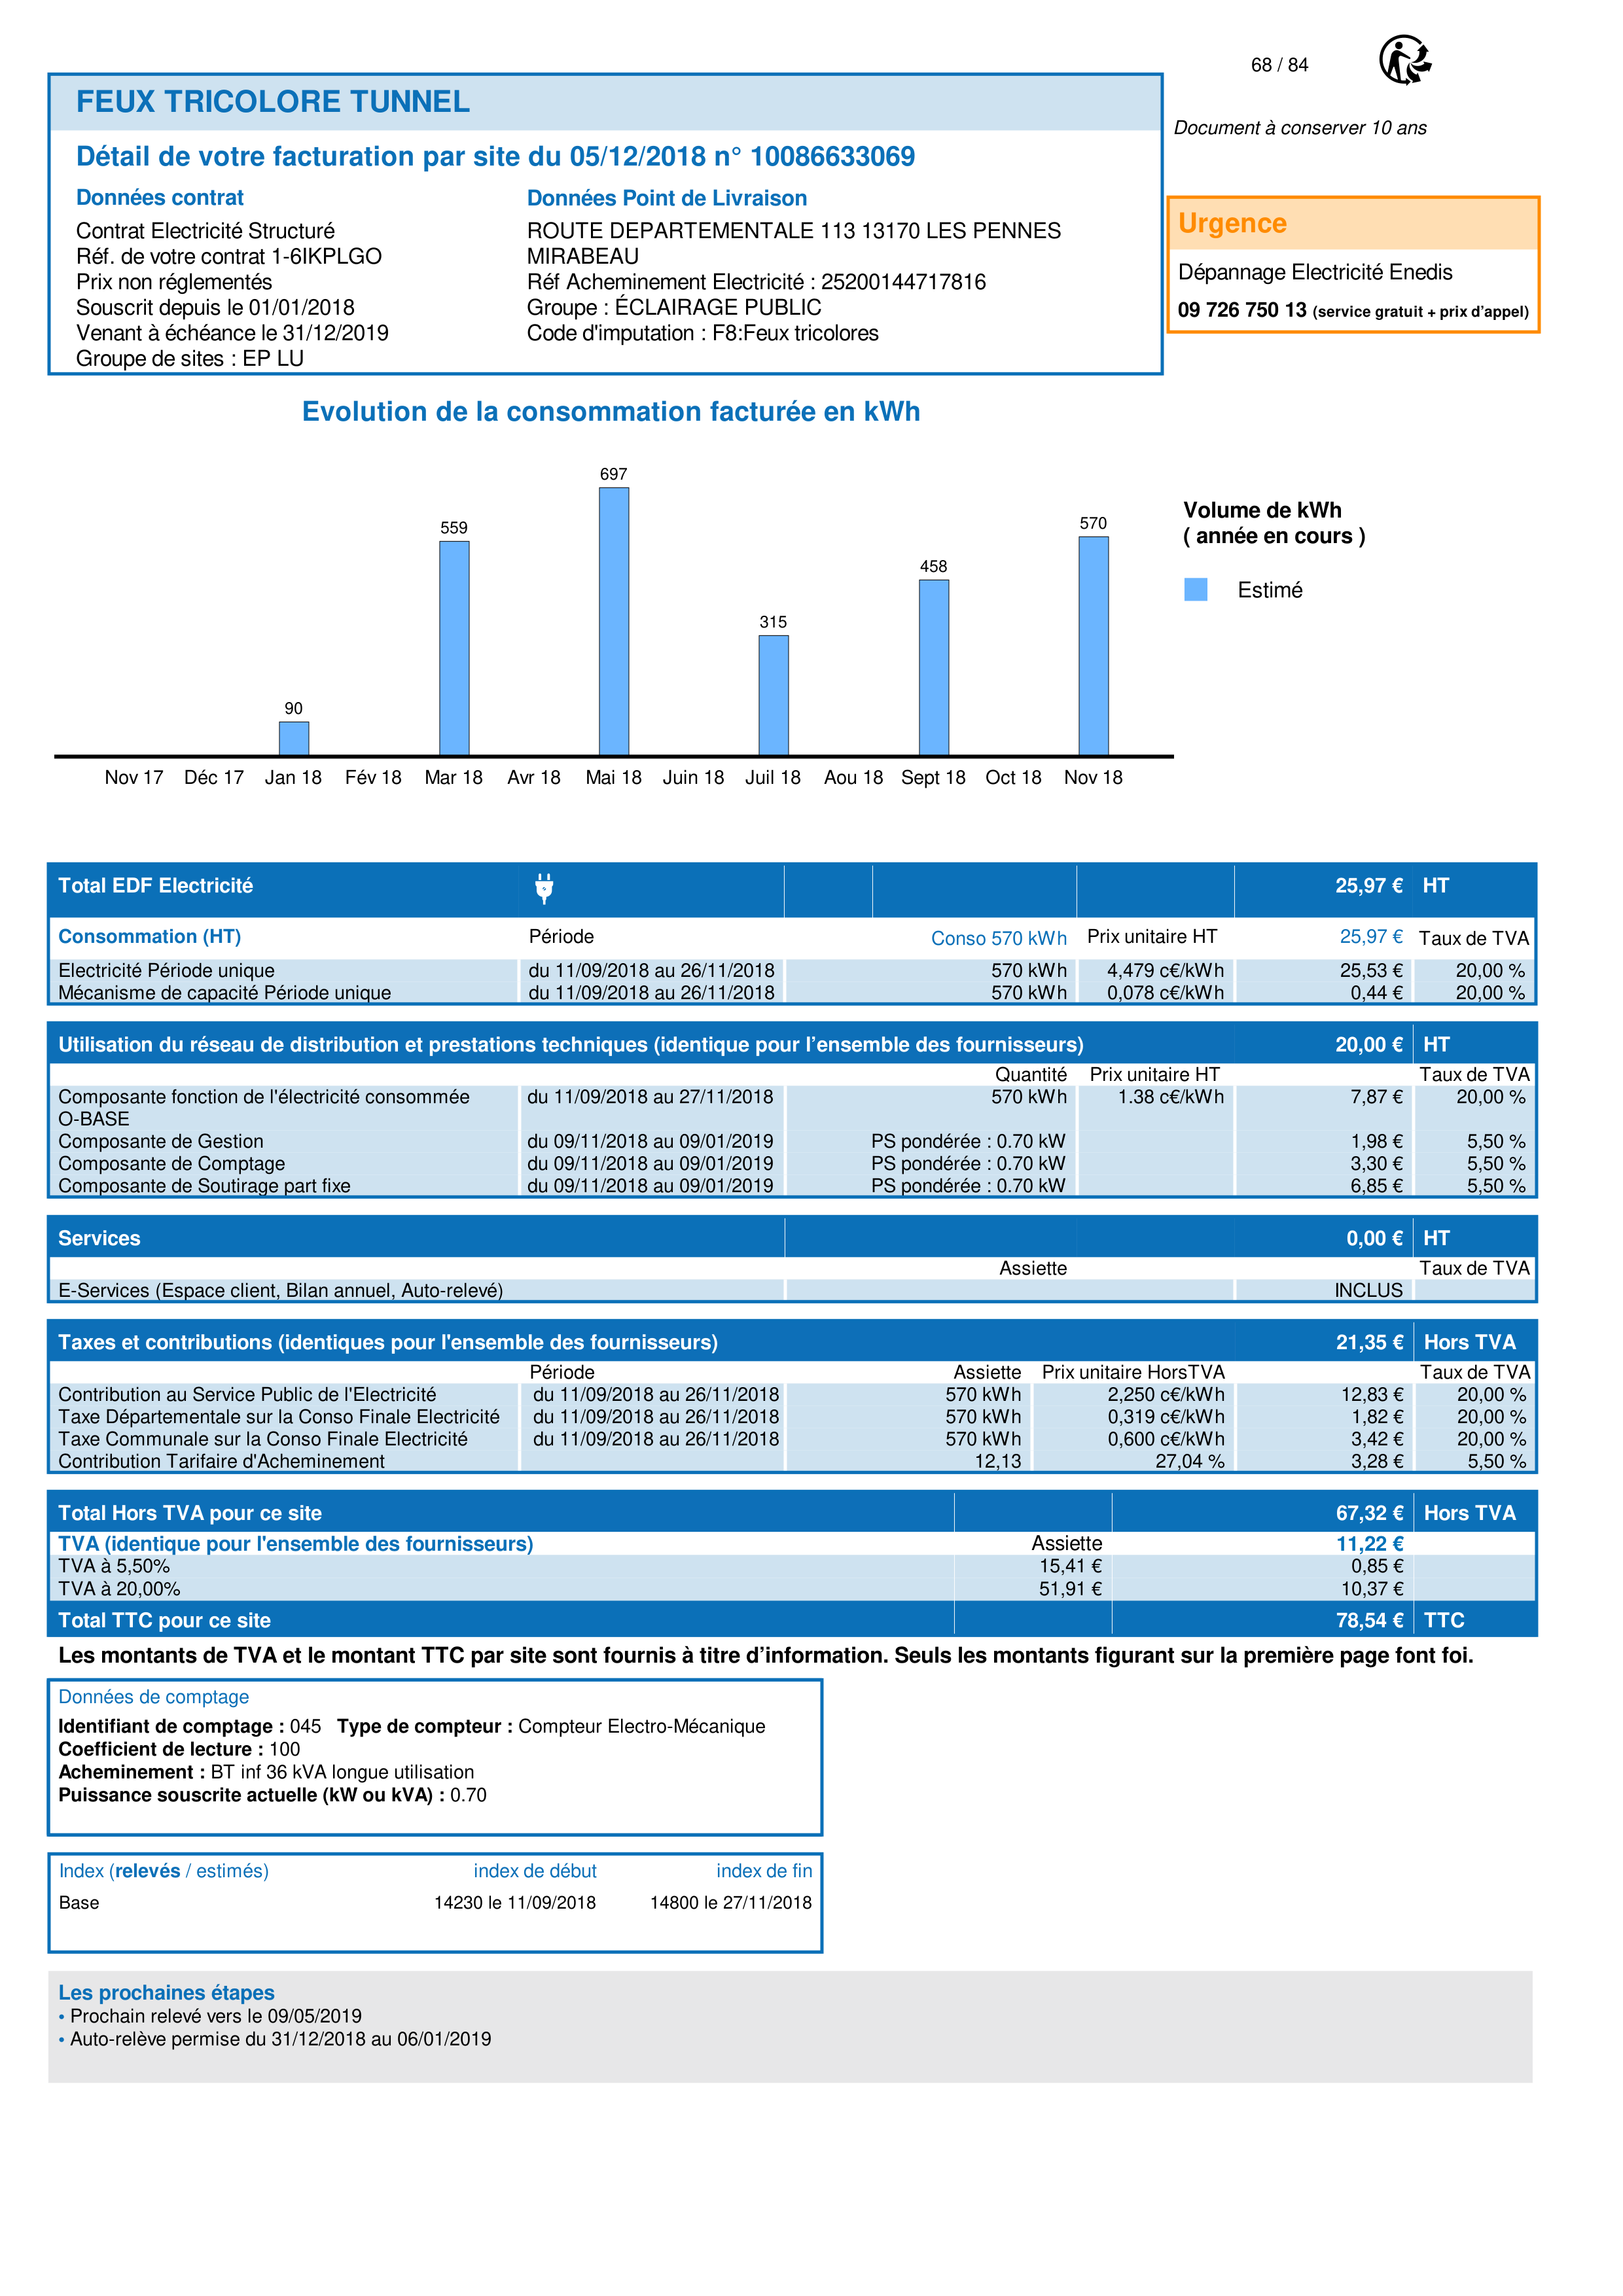 68 / 84
FEUX TRICOLORE TUNNEL
Document à conserver 10 ans
Détail de votre facturation par site du 05/12/2018 n° 10086633069
Données contrat
Contrat Electricité Structuré
Réf. de votre contrat 1-6IKPLGO
Prix non réglementés
Souscrit depuis le 01/01/2018
Venant à échéance le 31/12/2019
Groupe de sites : EP LU
Données Point de Livraison
ROUTE DEPARTEMENTALE 113 13170 LES PENNES
MIRABEAU
Réf Acheminement Electricité : 25200144717816
Groupe : ÉCLAIRAGE PUBLIC
Code d'imputation : F8:Feux tricolores
Urgence
Dépannage Electricité Enedis
09 726 750 13 (service gratuit + prix d’appel)
Evolution de la consommation facturée en kWh
90
559
697
315
458
570
Nov 17 Déc 17 Jan 18 Fév 18 Mar 18 Avr 18 Mai 18 Juin 18 Juil 18 Aou 18 Sept 18 Oct 18 Nov 18
Volume de kWh
( année en cours )
Estimé
Total EDF Electricité 25,97 € HT
Consommation (HT) Période Conso 570 kWh Prix unitaire HT 25,97 € Taux de TVA
Electricité Période unique du 11/09/2018 au 26/11/2018 570 kWh 4,479 c€/kWh 25,53 € 20,00 %
Mécanisme de capacité Période unique du 11/09/2018 au 26/11/2018 570 kWh 0,078 c€/kWh 0,44 € 20,00 %
Utilisation du réseau de distribution et prestations techniques (identique pour l’ensemble des fournisseurs) 20,00 € HT
Quantité Prix unitaire HT Taux de TVA
Composante fonction de l'électricité consommée du 11/09/2018 au 27/11/2018 570 kWh 1.38 c€/kWh 7,87 € 20,00 %
O-BASE
Composante de Gestion du 09/11/2018 au 09/01/2019 PS pondérée : 0.70 kW 1,98 € 5,50 %
Composante de Comptage du 09/11/2018 au 09/01/2019 PS pondérée : 0.70 kW 3,30 € 5,50 %
Composante de Soutirage part fixe du 09/11/2018 au 09/01/2019 PS pondérée : 0.70 kW 6,85 € 5,50 %
Services 0,00 € HT
Assiette Taux de TVA
E-Services (Espace client, Bilan annuel, Auto-relevé) INCLUS
Taxes et contributions (identiques pour l'ensemble des fournisseurs) 21,35 € Hors TVA
Période Assiette Prix unitaire HorsTVA Taux de TVA
Contribution au Service Public de l'Electricité du 11/09/2018 au 26/11/2018 570 kWh 2,250 c€/kWh 12,83 € 20,00 %
Taxe Départementale sur la Conso Finale Electricité du 11/09/2018 au 26/11/2018 570 kWh 0,319 c€/kWh 1,82 € 20,00 %
Taxe Communale sur la Conso Finale Electricité du 11/09/2018 au 26/11/2018 570 kWh 0,600 c€/kWh 3,42 € 20,00 %
Contribution Tarifaire d'Acheminement 12,13 27,04 % 3,28 € 5,50 %
Total Hors TVA pour ce site 67,32 € Hors TVA
TVA (identique pour l'ensemble des fournisseurs) Assiette 11,22 €
TVA à 5,50% 15,41 € 0,85 €
TVA à 20,00% 51,91 € 10,37 €
Total TTC pour ce site 78,54 € TTC
Les montants de TVA et le montant TTC par site sont fournis à titre d’information. Seuls les montants figurant sur la première page font foi.
Données de comptage
Identifiant de comptage : 045 Type de compteur : Compteur Electro-Mécanique
Coefficient de lecture : 100
Acheminement : BT inf 36 kVA longue utilisation
Puissance souscrite actuelle (kW ou kVA) : 0.70
Index (relevés / estimés) index de début index de fin
Base 14230 le 11/09/2018 14800 le 27/11/2018
Les prochaines étapes
• Prochain relevé vers le 09/05/2019
• Auto-relève permise du 31/12/2018 au 06/01/2019